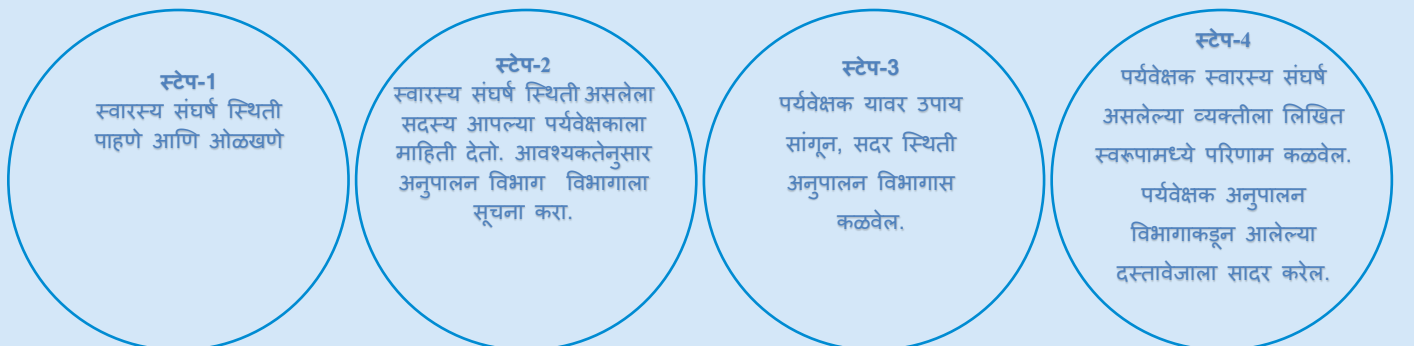 स्टेप-1
स्वारस्य संघर्ष स्थिती
पाहणे आणि ओळखणे
स्टेप-2
स्वारस्य संघर्ष स्थिती असलेला
सदस्य आपल्या पर्यवेक्षकाला
माहिती देतो. आवश्यकतेनुसार
अनुपालन विभाग विभागाला
सूचना करा.
स्टेप-3
पर्यवेक्षक यावर उपाय
सांगून, सदर स्थिती
अनुपालन विभागास
कळवेल.
स्टेप-4
पर्यवेक्षक स्वारस्य संघर्ष
असलेल्या व्यक्तीला लिखित
स्वरूपामध्ये परिणाम कळवेल.
पर्यवेक्षक अनुपालन
विभागाकडून आलेल्या
दस्तावेजाला सादर करेल.